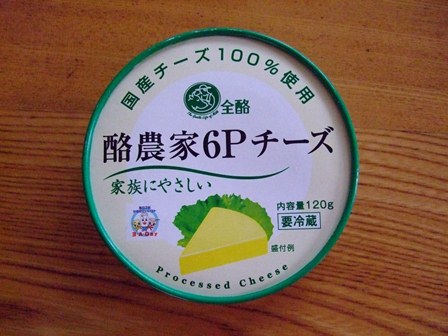 国産チーズ100%使用
全酪
酪農家6Pチーズ
家族にやさしい
内容量120g
要冷蔵
3-A-Day
盛付例
Processed Cheese